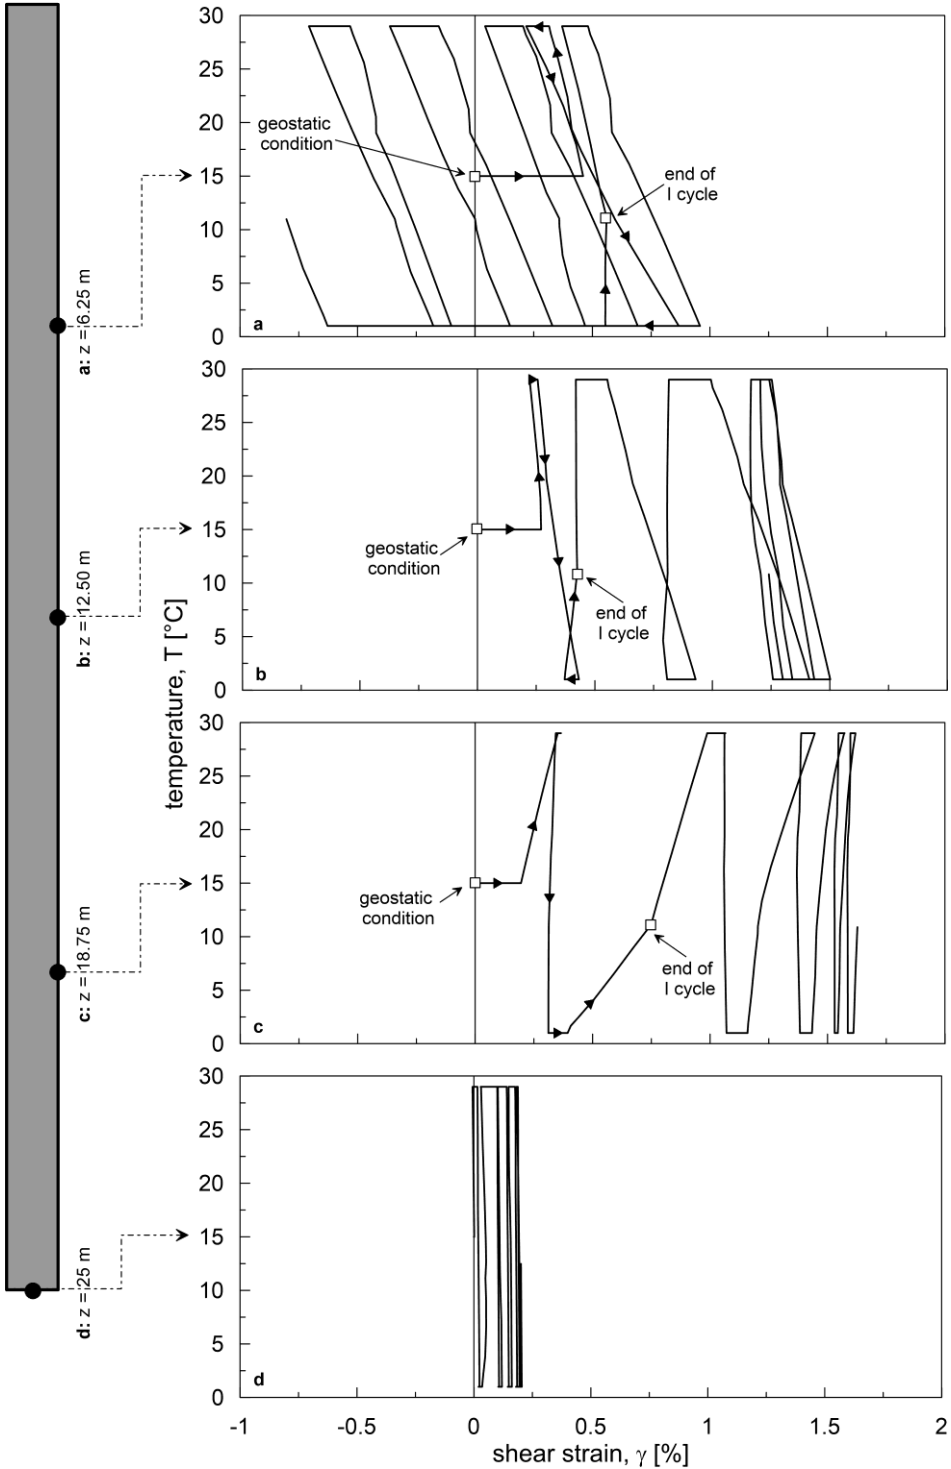 30
25
20
15
10
5
0
geostatic
condition
end of
I cycle
a
a: z = 6.25 m
30
25
20
15
10
5
0
geostatic
condition
end of
I cycle
b
b: z = 12.50 m
temperature, T [°C]
30
25
20
15
10
5
0
geostatic
condition
end of
I cycle
c
c: z = 18.75 m
30
25
20
15
10
5
0
d
d: z = 25 m
-1 -0.5 0 0.5 1 1.5 2
shear strain, γ [%]